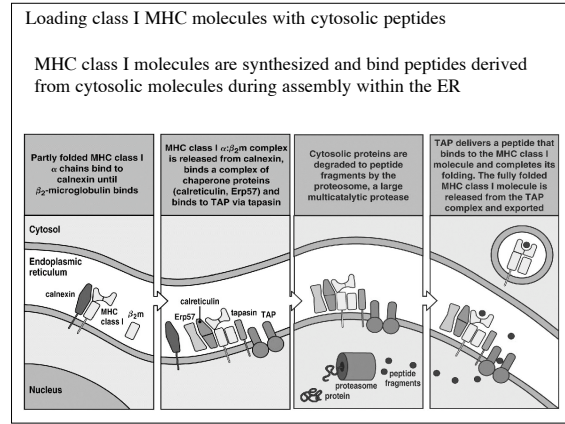 Loading class I MHC molecules with cytosolic peptides
MHC class I molecules are synthesized and bind peptides derived
from cytosolic molecules during assembly within the ER
Partly folded MHC class I
α chains bind to
calnexin until
β2-microglobulin binds
MHC class I α:β2m complex
is released from calnexin,
binds a complex of
chaperone proteins
(calreticulin, Erp57) and
binds to TAP via tapasin
Cytosolic proteins are
degraded to peptide
fragments by the
proteosome, a large
multicatalytic protease
TAP delivers a peptide that
binds to the MHC class I
molecule and completes its
folding. The fully folded
MHC class I molecule is
released from the TAP
complex and exported
Cytosol
Endoplasmic
reticulum
calnexin
MHC
class I
β2m
Nucleus
calreticulin
Erp57
tapasin
TAP
proteasome
protein
peptide
fragments